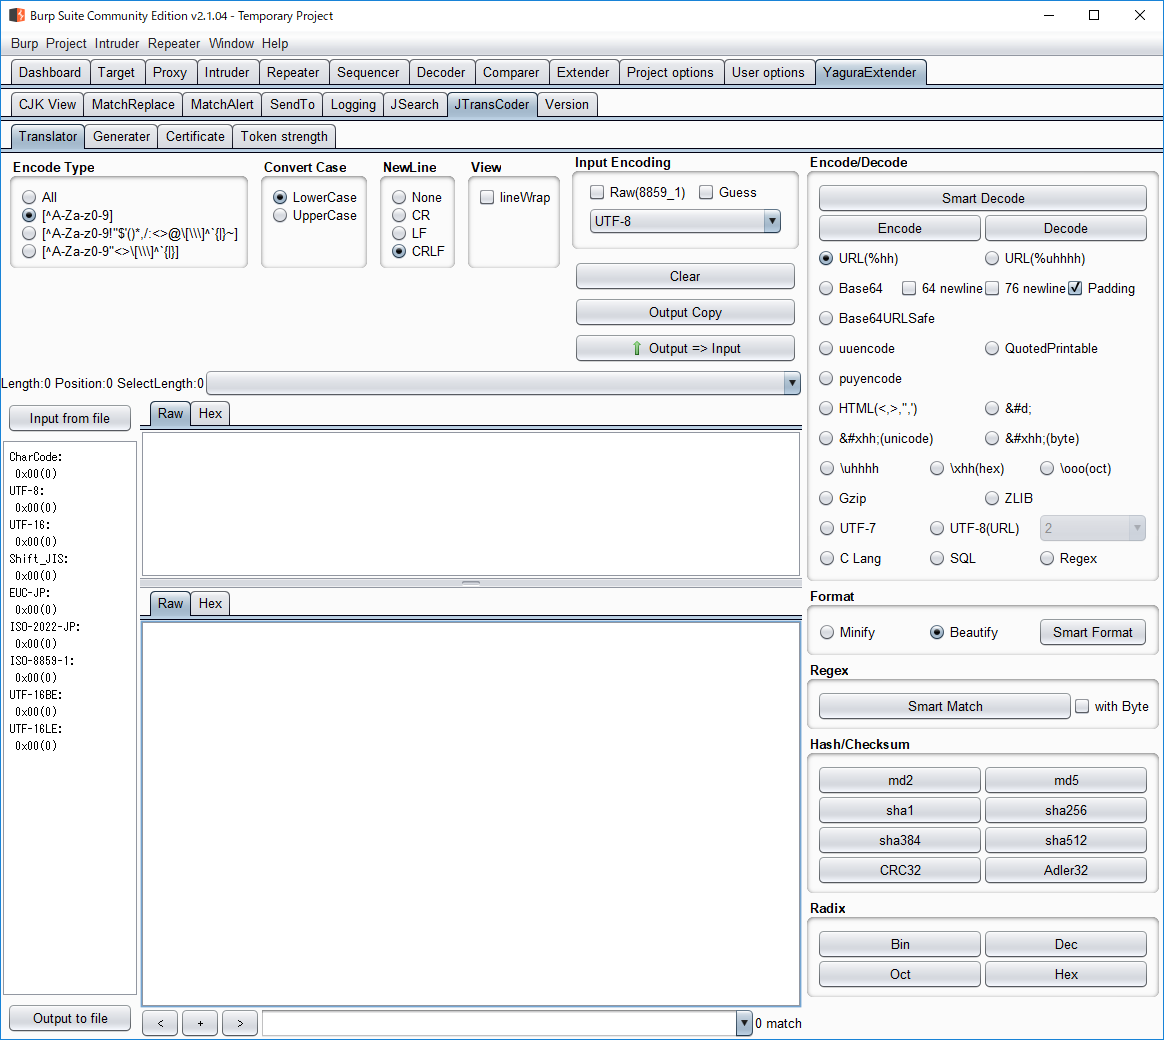 Burp Suite Community Edition v2.1.04 - Temporary Project
Burp Project Intruder Repeater Window Help
Dashboard Target Proxy Intruder Repeater Sequencer Decoder Comparer Extender Project options User options YaguraExtender
CJK View MatchReplace MatchAlert SendTo Logging JSearch JTransCoder Version
Translator Generater Certificate Token strength
Encode Type
All
[^A-Za-z0-9]
[^A-Za-z0-9!"$'()*,/:<>@\[\\\]^`{|}~]
[^A-Za-z0-9"<>\[\\\]^`{|}]
Convert Case
LowerCase
UpperCase
NewLine
None
CR
LF
CRLF
View
lineWrap
Input Encoding
Raw(8859_1) Guess
UTF-8
Clear
Output Copy
Output => Input
Length:0 Position:0 SelectLength:0
Input from file
CharCode:
0x00(0)
UTF-8:
0x00(0)
UTF-16:
0x00(0)
Shift_JIS:
0x00(0)
EUC-JP:
0x00(0)
ISO-2022-JP:
0x00(0)
ISO-8859-1:
0x00(0)
UTF-16BE:
0x00(0)
UTF-16LE:
0x00(0)
Output to file
Raw Hex
Raw Hex
< + > 0 match
Encode/Decode
Smart Decode
Encode Decode
URL(%hh) URL(%uhhhh)
Base64 64 newline 76 newline Padding
Base64URLSafe
uuencode QuotedPrintable
puyencode
HTML(<,>,",') &#d;
&#xhh;(unicode) &#xhh;(byte)
\uhhhh \xhh(hex) \ooo(oct)
Gzip ZLIB
UTF-7 UTF-8(URL) 2
C Lang SQL Regex
Format
Minify Beautify Smart Format
Regex
Smart Match with Byte
Hash/Checksum
md2 md5
sha1 sha256
sha384 sha512
CRC32 Adler32
Radix
Bin Dec
Oct Hex